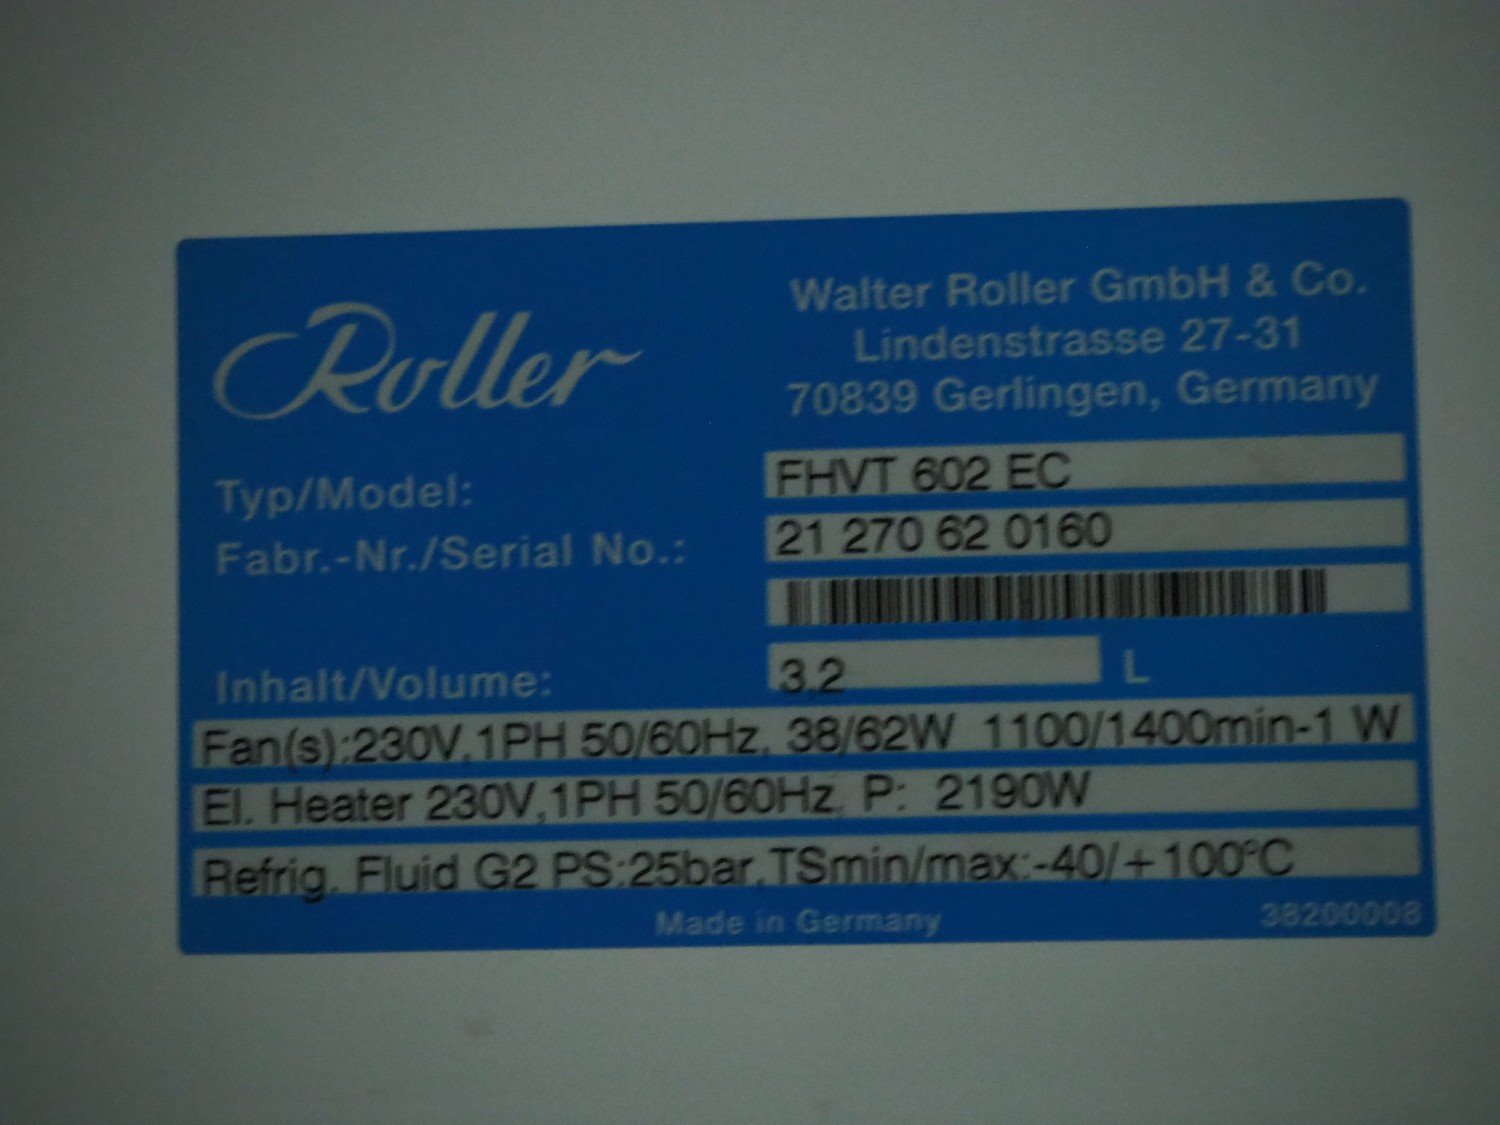 Roller
Walter Roller GmbH & Co.
Lindenstrasse 27-31
70839 Gerlingen, Germany
Typ/Model: FHVT 602 EC
Fabr.-Nr./Serial No.: 21 270 62 0160
Inhalt/Volume: 3.2 L
Fan(s):230V,1PH 50/60Hz, 38/62W 1100/1400min-1 W
El. Heater 230V,1PH 50/60Hz, P: 2190W
Refrig. Fluid G2 PS:25bar,TSmin/max:-40/+100°C
Made in Germany 38200008